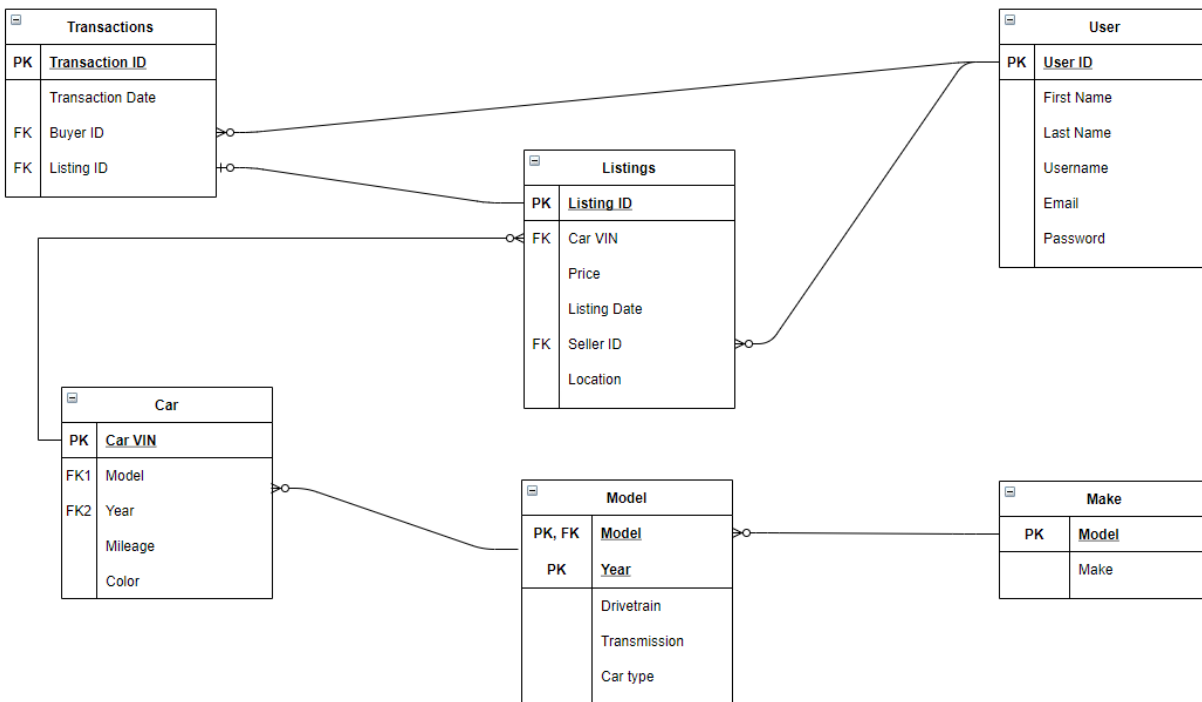 Transactions
PK Transaction ID
Transaction Date
FK Buyer ID
FK Listing ID
User
PK User ID
First Name
Last Name
Username
Email
Password
Listings
PK Listing ID
FK Car VIN
Price
Listing Date
FK Seller ID
Location
Car
PK Car VIN
FK1 Model
FK2 Year
Mileage
Color
Model
PK, FK Model
PK Year
Drivetrain
Transmission
Car type
Make
PK Model
Make